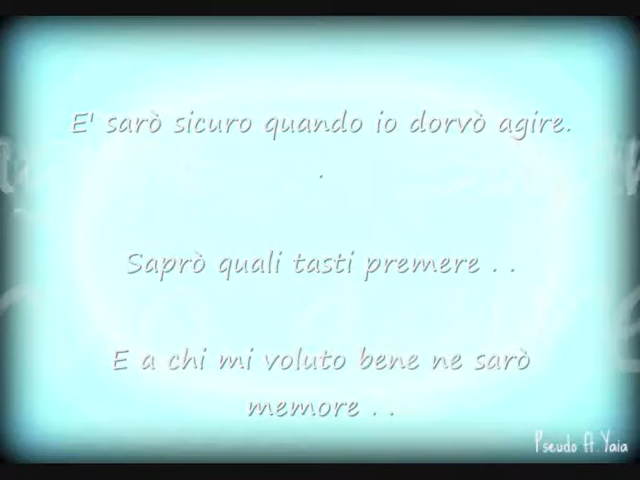 E' sarò sicuro quando io dorvò agire.
.
Saprò quali tasti premere . .
E a chi mi voluto bene ne sarò
memore . .
Pseudo ft Yaia